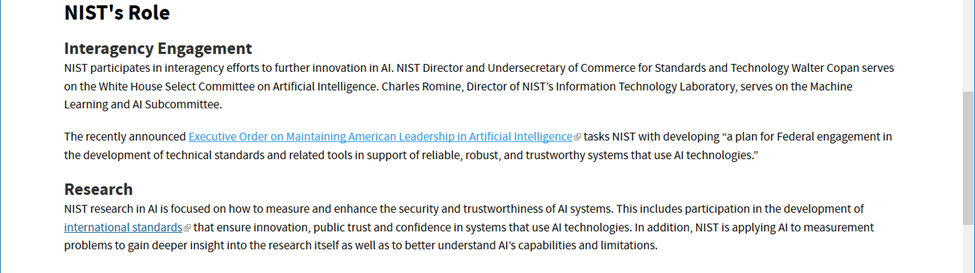 NIST's Role
Interagency Engagement
NIST participates in interagency efforts to further innovation in AI. NIST Director and Undersecretary of Commerce for Standards and Technology Walter Copan serves
on the White House Select Committee on Artificial Intelligence. Charles Romine, Director of NIST’s Information Technology Laboratory, serves on the Machine
Learning and AI Subcommittee.
The recently announced Executive Order on Maintaining American Leadership in Artificial Intelligence tasks NIST with developing “a plan for Federal engagement in
the development of technical standards and related tools in support of reliable, robust, and trustworthy systems that use AI technologies.”
Research
NIST research in AI is focused on how to measure and enhance the security and trustworthiness of AI systems. This includes participation in the development of
international standards that ensure innovation, public trust and confidence in systems that use AI technologies. In addition, NIST is applying AI to measurement
problems to gain deeper insight into the research itself as well as to better understand AI’s capabilities and limitations.